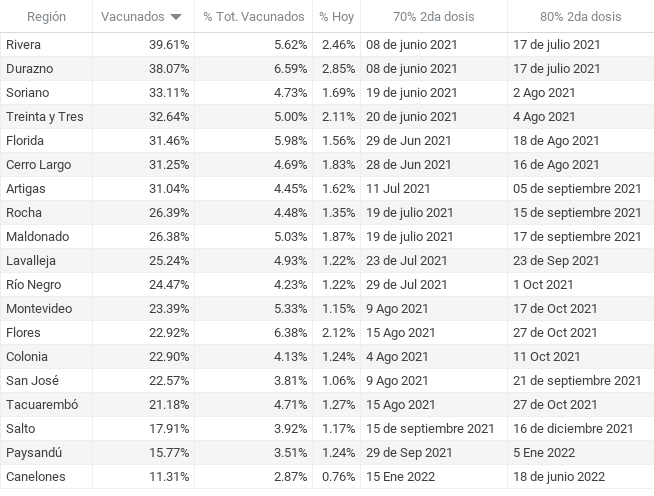 Región Vacunados % Tot. Vacunados % Hoy 70% 2da dosis 80% 2da dosis
Rivera 39.61% 5.62% 2.46% 08 de junio 2021 17 de julio 2021
Durazno 38.07% 6.59% 2.85% 08 de junio 2021 17 de julio 2021
Soriano 33.11% 4.73% 1.69% 19 de junio 2021 2 Ago 2021
Treinta y Tres 32.64% 5.00% 2.11% 20 de junio 2021 4 Ago 2021
Florida 31.46% 5.98% 1.56% 29 de Jun 2021 18 de Ago 2021
Cerro Largo 31.25% 4.69% 1.83% 28 de Jun 2021 16 de Ago 2021
Artigas 31.04% 4.45% 1.62% 11 Jul 2021 05 de septiembre 2021
Rocha 26.39% 4.48% 1.35% 19 de julio 2021 15 de septiembre 2021
Maldonado 26.38% 5.03% 1.87% 19 de julio 2021 17 de septiembre 2021
Lavalleja 25.24% 4.93% 1.22% 23 de Jul 2021 23 de Sep 2021
Río Negro 24.47% 4.23% 1.22% 29 de Jul 2021 1 Oct 2021
Montevideo 23.39% 5.33% 1.15% 9 Ago 2021 17 de Oct 2021
Flores 22.92% 6.38% 2.12% 15 Ago 2021 27 de Oct 2021
Colonia 22.90% 4.13% 1.24% 4 Ago 2021 11 Oct 2021
San José 22.57% 3.81% 1.06% 9 Ago 2021 21 de septiembre 2021
Tacuarembó 21.18% 4.71% 1.27% 15 Ago 2021 27 de Oct 2021
Salto 17.91% 3.92% 1.17% 15 de septiembre 2021 16 de diciembre 2021
Paysandú 15.77% 3.51% 1.24% 29 de Sep 2021 5 Ene 2022
Canelones 11.31% 2.87% 0.76% 15 Ene 2022 18 de junio 2022